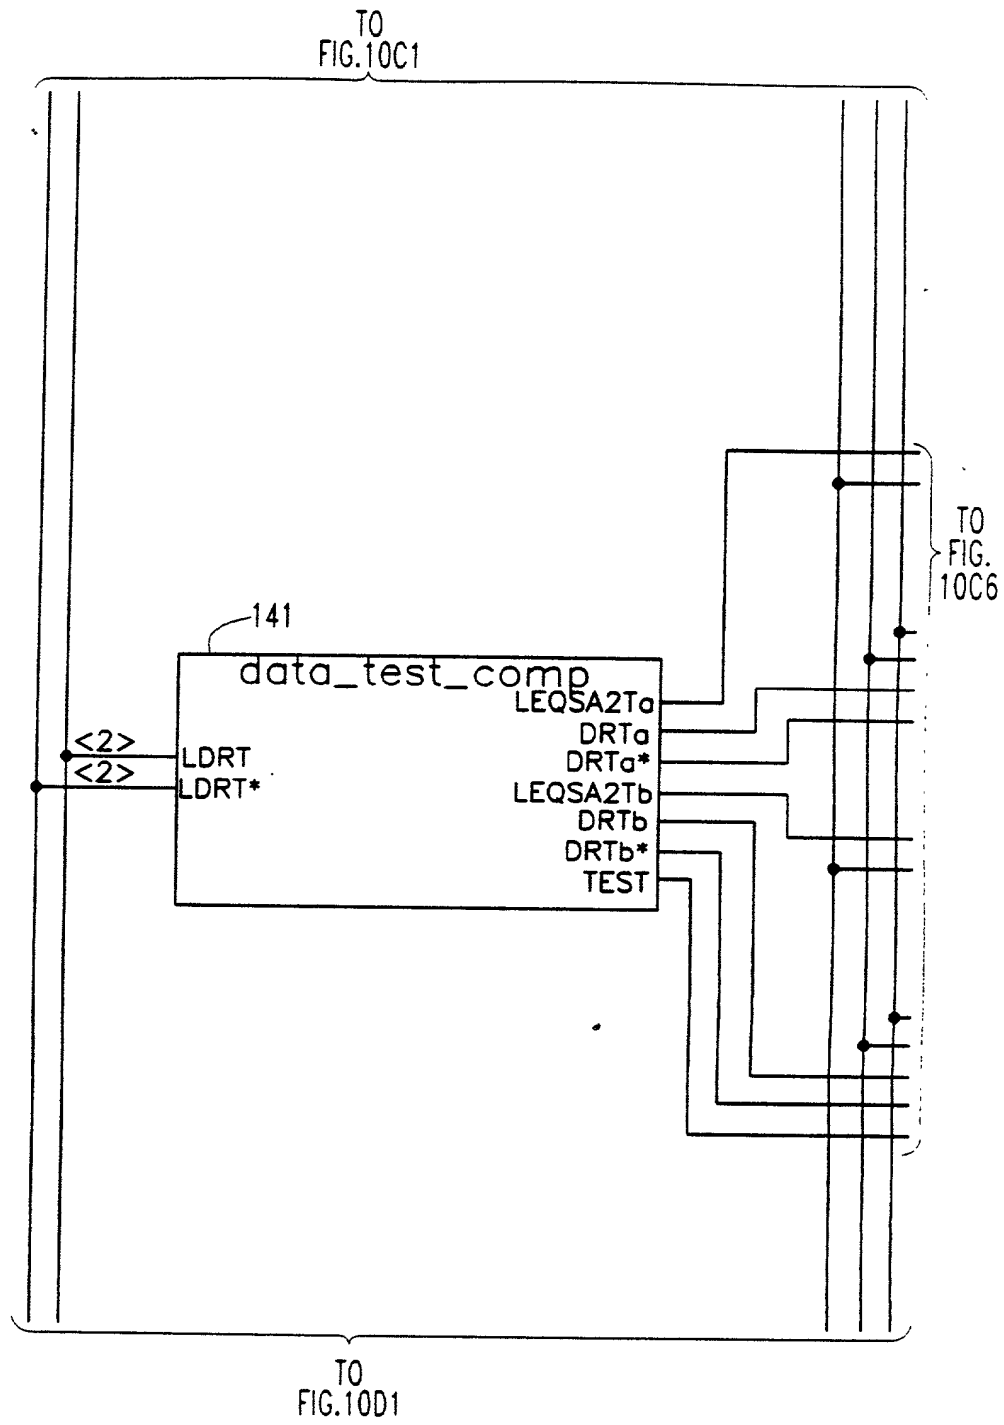 TO
FIG.10C1
TO
FIG.
10C6
141
data_test_comp
LEQSA2Ta
DRTa
<2>
LDRT
DRTa*
<2>
LDRT*
LEQSA2Tb
DRTb
DRTb*
TEST
TO
FIG.10D1